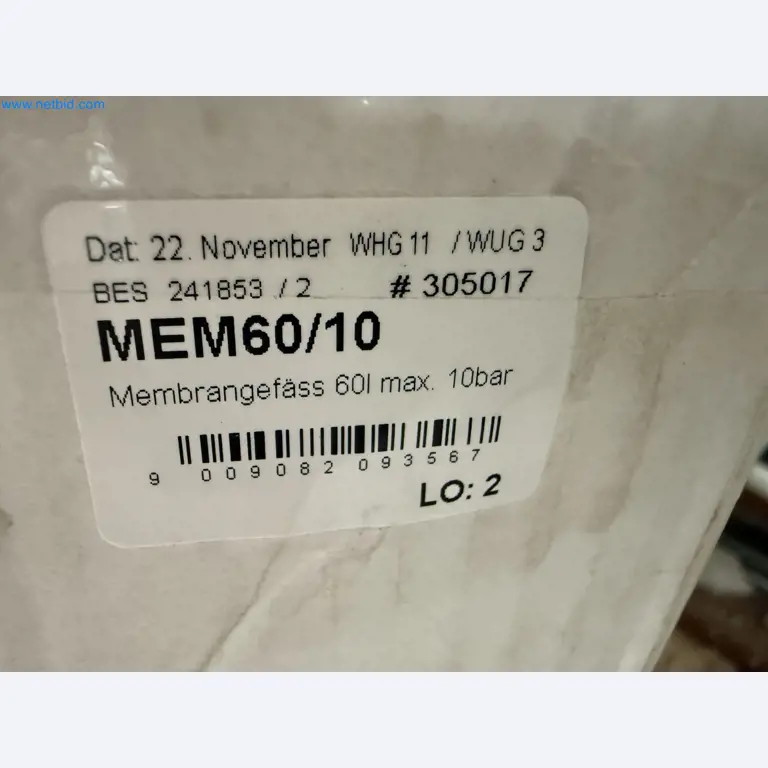 www.netbid.com
Dat: 22. November WHG 11 / WUG 3
BES 241853 / 2 # 305017
MEM60/10
Membrangefäss 60l max. 10bar
9 009082 093567
LO: 2